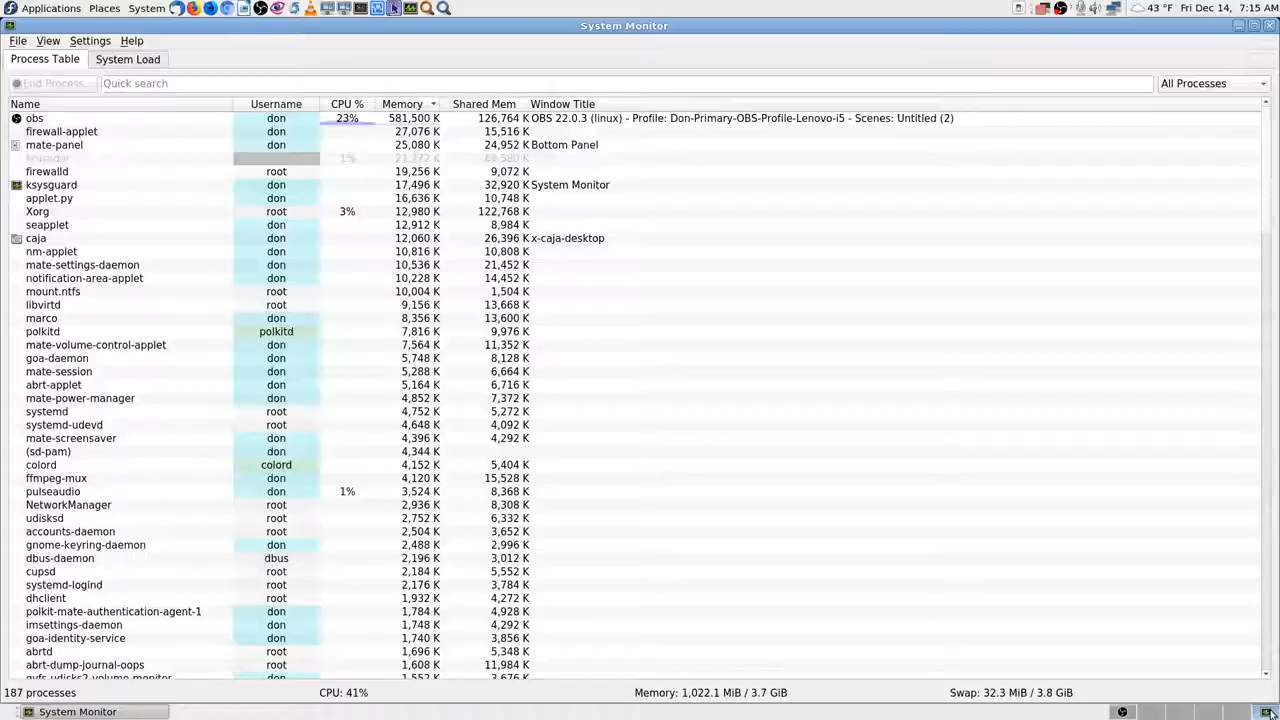 Applications Places System 43 °F Fri Dec 14, 7:15 AM
System Monitor
File View Settings Help
Process Table System Load
End Process... Quick search All Processes
Name Username CPU % Memory Shared Mem Window Title
obs don 23% 581,500 K 126,764 K OBS 22.0.3 (linux) - Profile: Don-Primary-OBS-Profile-Lenovo-i5 - Scenes: Untitled (2)
firewall-applet don 27,076 K 15,516 K
mate-panel don 25,080 K 24,952 K Bottom Panel
1% 21,272 K
firewalld root 19,256 K 9,072 K
ksysguard don 17,496 K 32,920 K System Monitor
applet.py don 16,636 K 10,748 K
Xorg root 3% 12,980 K 122,768 K
seapplet don 12,912 K 8,984 K
caja don 12,060 K 26,396 K x-caja-desktop
nm-applet don 10,816 K 10,808 K
mate-settings-daemon don 10,536 K 21,452 K
notification-area-applet don 10,228 K 14,452 K
mount.ntfs root 10,004 K 1,504 K
libvirtd root 9,156 K 13,668 K
marco don 8,356 K 13,600 K
polkitd polkitd 7,816 K 9,976 K
mate-volume-control-applet don 7,564 K 11,352 K
goa-daemon don 5,748 K 8,128 K
mate-session don 5,288 K 6,664 K
abrt-applet don 5,164 K 6,716 K
mate-power-manager don 4,852 K 7,372 K
systemd root 4,752 K 5,272 K
systemd-udevd root 4,648 K 4,092 K
mate-screensaver don 4,396 K 4,292 K
(sd-pam) don 4,344 K
colord colord 4,152 K 5,404 K
ffmpeg-mux don 4,120 K 15,528 K
pulseaudio don 1% 3,524 K 8,368 K
NetworkManager root 2,936 K 8,308 K
udisksd root 2,752 K 6,332 K
accounts-daemon root 2,504 K 3,652 K
gnome-keyring-daemon don 2,488 K 2,996 K
dbus-daemon dbus 2,196 K 3,012 K
cupsd root 2,184 K 5,552 K
systemd-logind root 2,176 K 3,784 K
dhclient root 1,932 K 4,272 K
polkit-mate-authentication-agent-1 don 1,784 K 4,928 K
imsettings-daemon don 1,748 K 4,292 K
goa-identity-service don 1,740 K 3,856 K
abrtd root 1,696 K 5,348 K
abrt-dump-journal-oops root 1,608 K 11,984 K
gvfs-udisks2-volume-monitor don 1,552 K 3,676 K
187 processes CPU: 41% Memory: 1,022.1 MiB / 3.7 GiB Swap: 32.3 MiB / 3.8 GiB
System Monitor